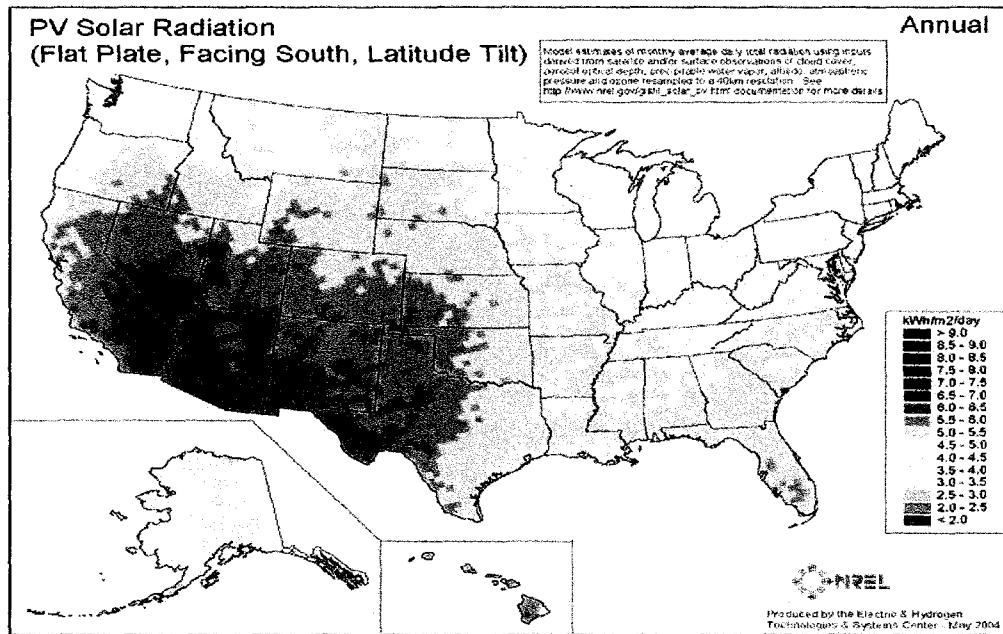 PV Solar Radiation
(Flat Plate, Facing South, Latitude Tilt)
Annual
Model estimates of monthly average daily total radiation using inputs
derived from satellite and/or surface observations of cloud cover,
aerosol optical depth, precipitable water vapor, albedo, atmospheric
pressure and ozone resampled to a 40km resolution. See
documentation for more details
kWh/m2/day
> 9.0
8.5 - 9.0
8.0 - 8.5
7.5 - 8.0
7.0 - 7.5
6.5 - 7.0
6.0 - 6.5
5.5 - 6.0
5.0 - 5.5
4.5 - 5.0
4.0 - 4.5
3.5 - 4.0
3.0 - 3.5
2.5 - 3.0
2.0 - 2.5
< 2.0
NREL
Produced by the Electric & Hydrogen
Technologies & Systems Center - May 2004